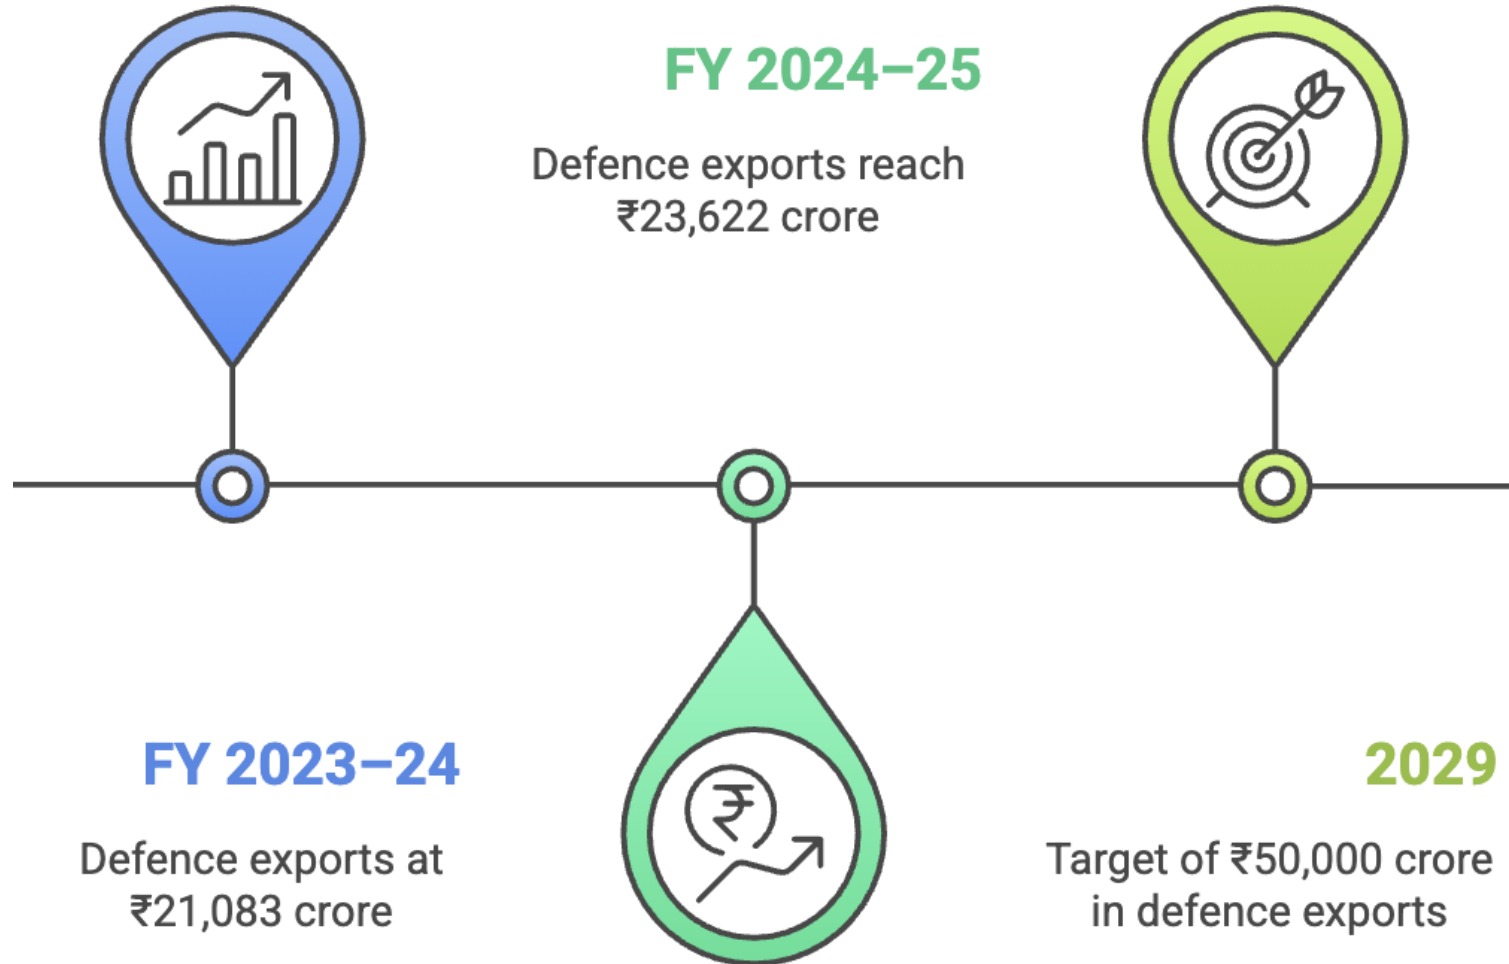 FY 2024–25
Defence exports reach
₹23,622 crore
₹
FY 2023–24
Defence exports at
₹21,083 crore
2029
Target of ₹50,000 crore
in defence exports